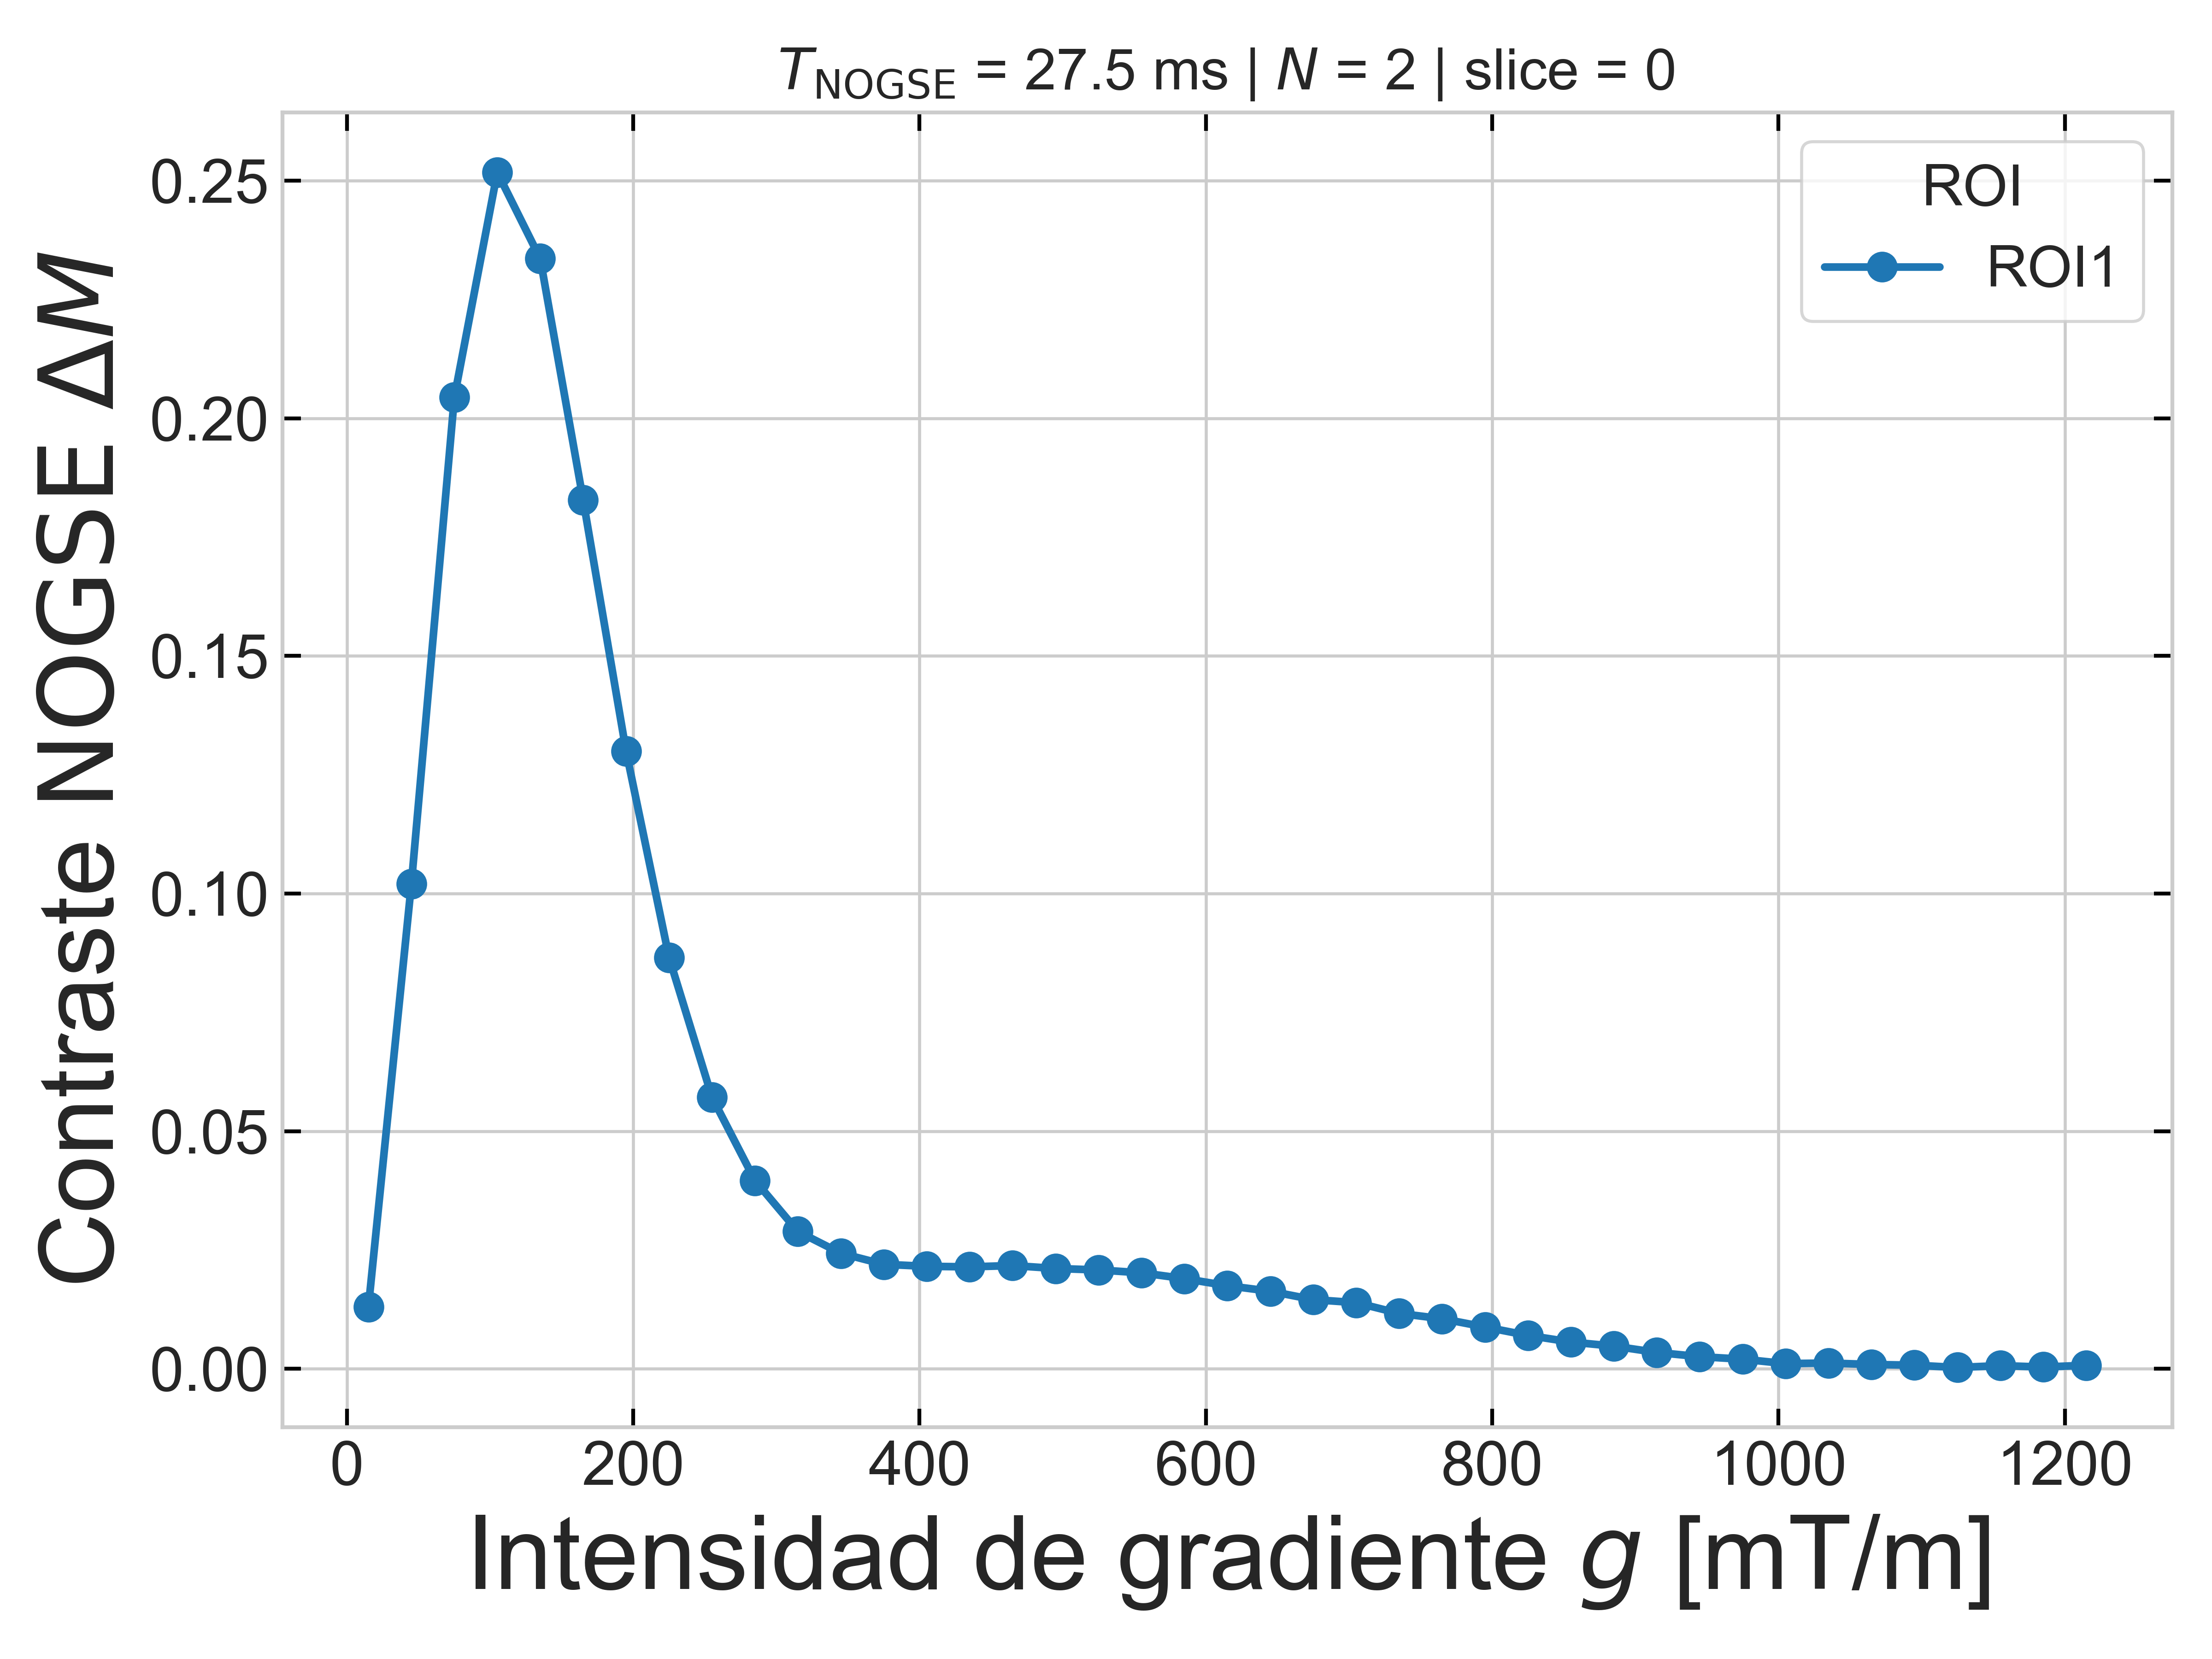 T_NOGSE = 27.5 ms | N = 2 | slice = 0
Contraste NOGSE ΔM
0.25
0.20
0.15
0.10
0.05
0.00
ROI
ROI1
0 200 400 600 800 1000 1200
Intensidad de gradiente g [mT/m]